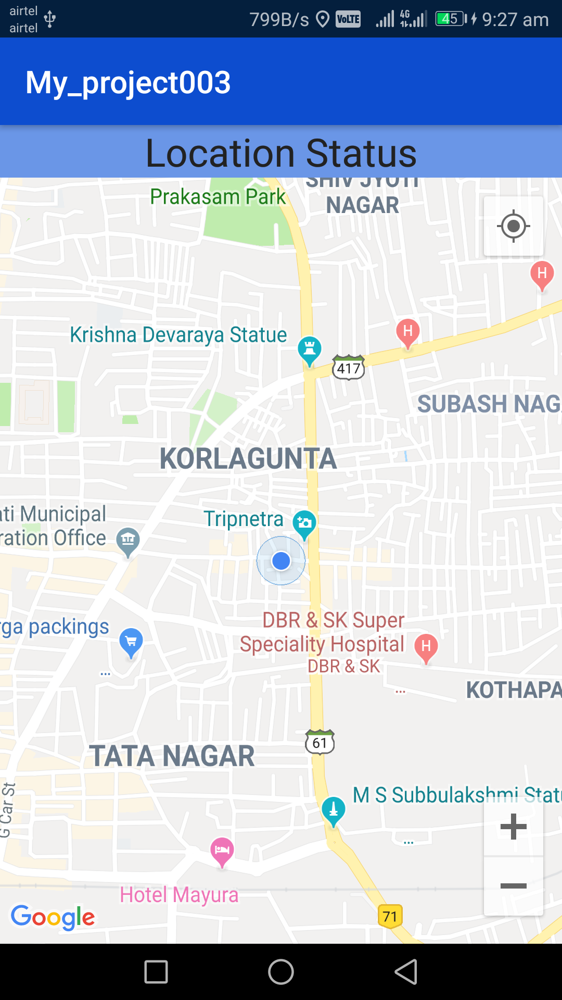 airtel
airtel
799B/s VoLTE 4G 45 9:27 am
My_project003
Location Status
SHIV JYOTI
NAGAR
Prakasam Park
H
H
Krishna Devaraya Statue
417
SUBASH NAGA
KORLAGUNTA
ati Municipal
ration Office
Tripnetra
rga packings
...
DBR & SK Super
Speciality Hospital
H
DBR & SK
...
KOTHAPA
61
TATA NAGAR
G Car St
M S Subbulakshmi Statu
...
Hotel Mayura
Google
71